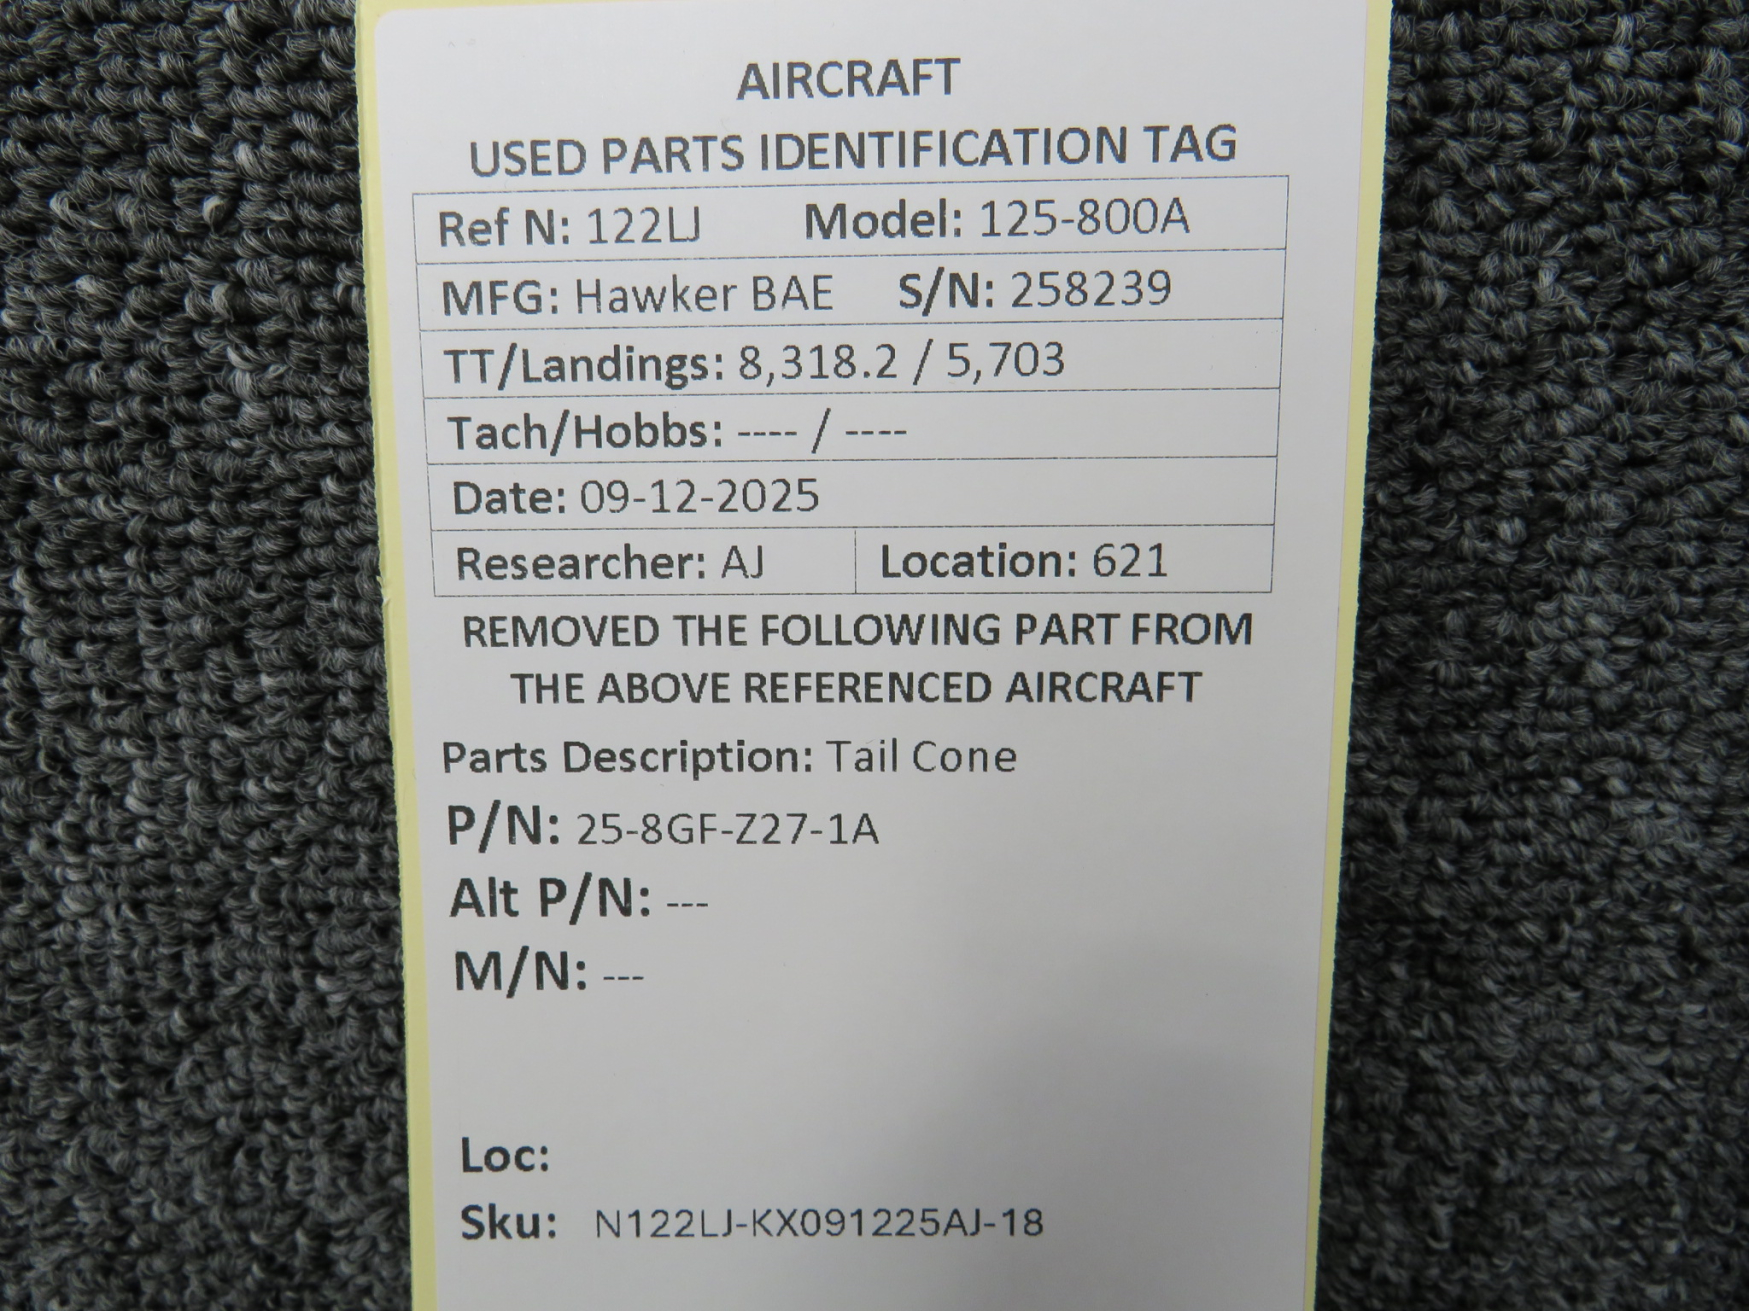 AIRCRAFT
USED PARTS IDENTIFICATION TAG
Ref N: 122LJ Model: 125-800A
MFG: Hawker BAE S/N: 258239
TT/Landings: 8,318.2 / 5,703
Tach/Hobbs: ---- / ----
Date: 09-12-2025
Researcher: AJ Location: 621
REMOVED THE FOLLOWING PART FROM
THE ABOVE REFERENCED AIRCRAFT
Parts Description: Tail Cone
P/N: 25-8GF-Z27-1A
Alt P/N: ---
M/N: ---
Loc:
Sku: N122LJ-KX091225AJ-18